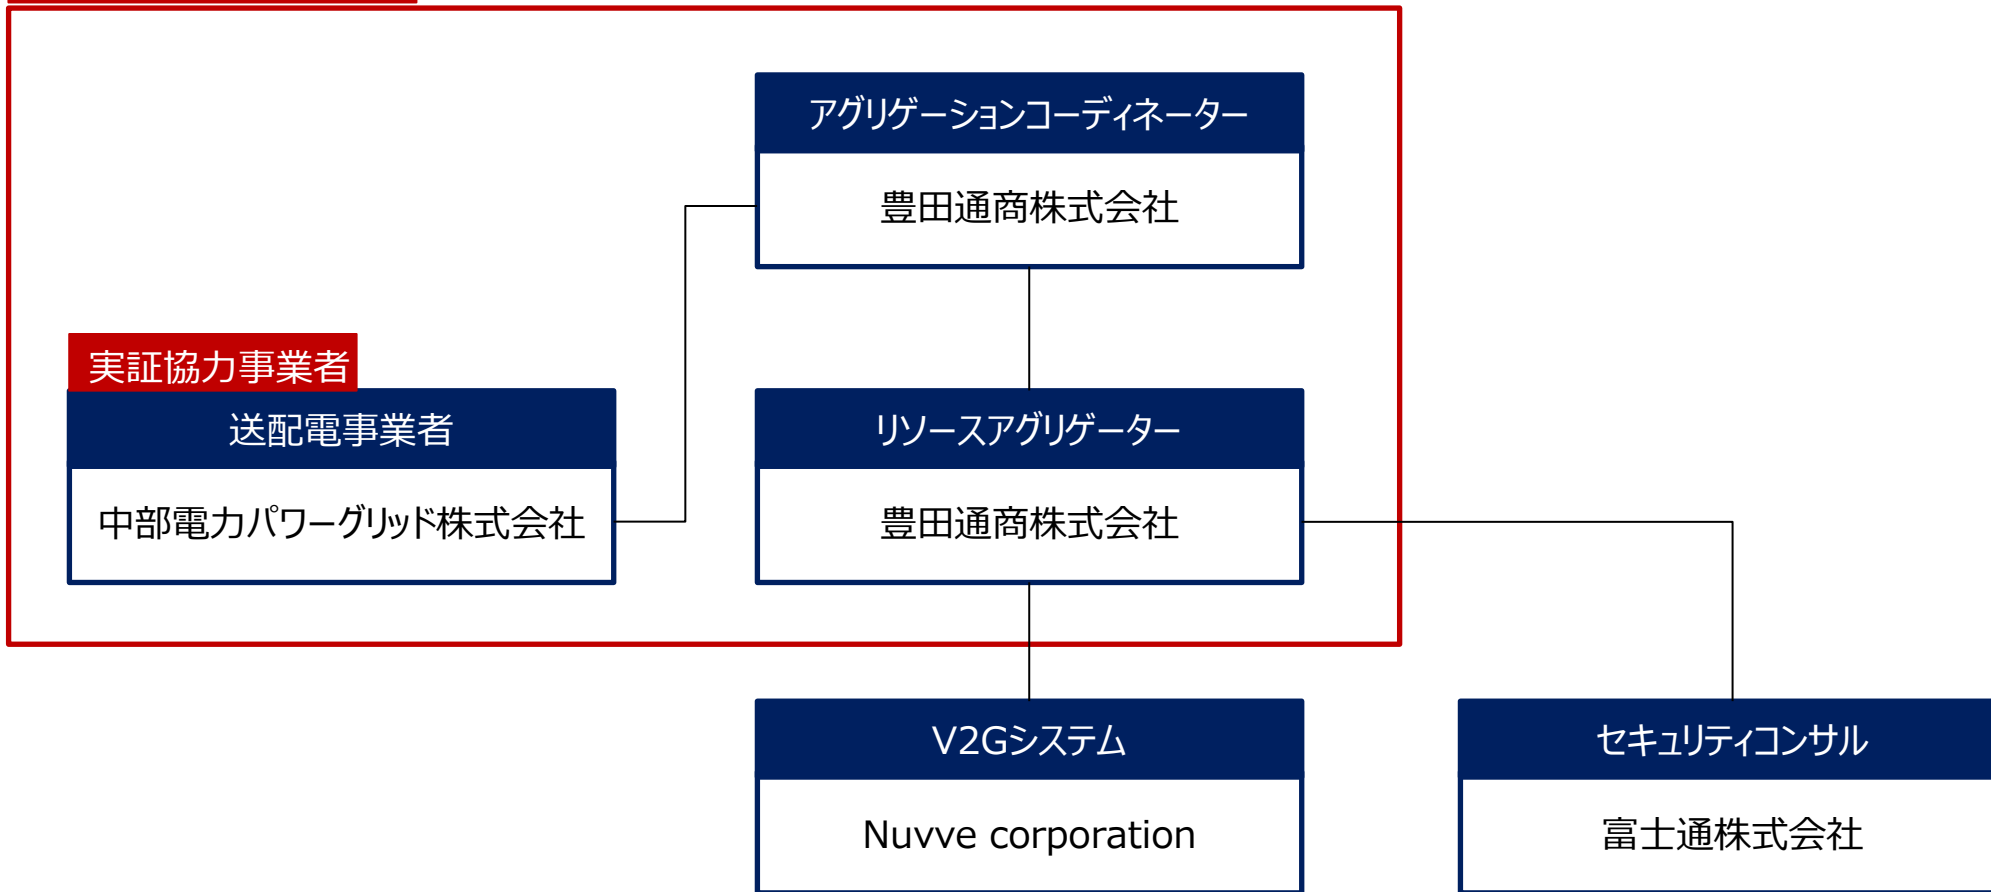 アグリゲーションコーディネーター
豊田通商株式会社
実証協力事業者
送配電事業者
中部電力パワーグリッド株式会社
リソースアグリゲーター
豊田通商株式会社
V2Gシステム
Nuvve corporation
セキュリティコンサル
富士通株式会社